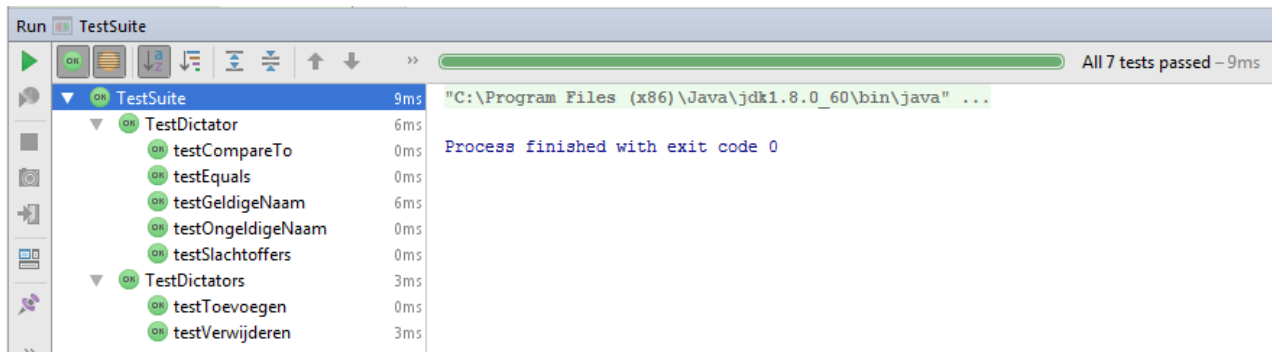 Run TestSuite
All 7 tests passed – 9ms
TestSuite 9ms
TestDictator 6ms
testCompareTo 0ms
testEquals 0ms
testGeldigeNaam 6ms
testOngeldigeNaam 0ms
testSlachtoffers 0ms
TestDictators 3ms
testToevoegen 0ms
testVerwijderen 3ms
"C:\Program Files (x86)\Java\jdk1.8.0_60\bin\java" ...
Process finished with exit code 0